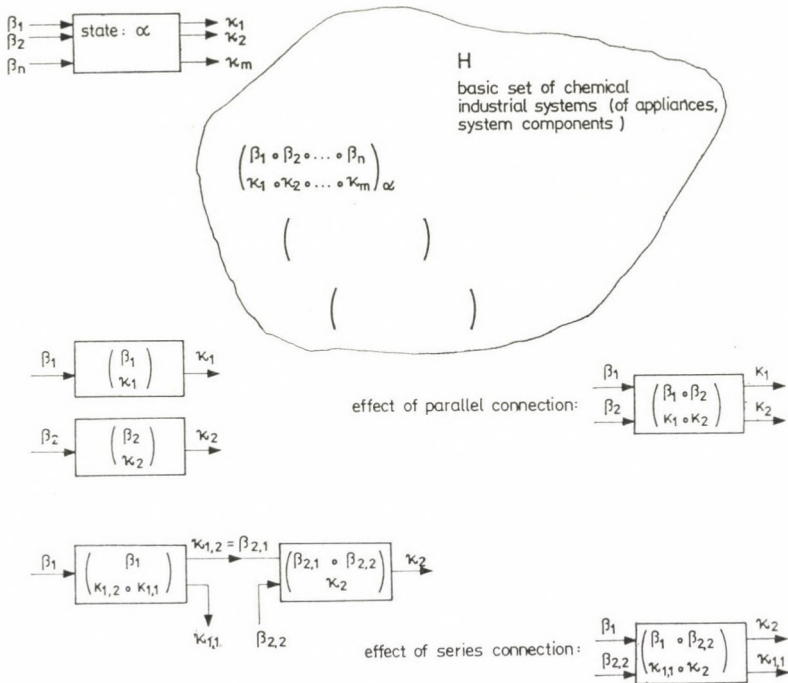 β₁ → state: α → κ₁
β₂ κ₂
βₙ κₘ
H
basic set of chemical
industrial systems (of appliances,
system components)
(β₁ ∘ β₂ ∘ ... ∘ βₙ
κ₁ ∘ κ₂ ∘ ... ∘ κₘ)α
( )
( )
β₁ (β₁ κ₁
κ₁)
β₂ (β₂ κ₂
κ₂)
effect of parallel connection:
β₁ (β₁ ∘ β₂ κ₁
β₂ κ₁ ∘ κ₂) κ₂
β₁ (β₁
κ₁,₂ ∘ κ₁,₁)
κ₁,₂ = β₂,₁
κ₁,₁
β₂,₂
(β₂,₁ ∘ β₂,₂
κ₂)
κ₂
effect of series connection:
β₁ (β₁ ∘ β₂,₂ κ₂
β₂,₂ κ₁,₁ ∘ κ₂) κ₁,₁